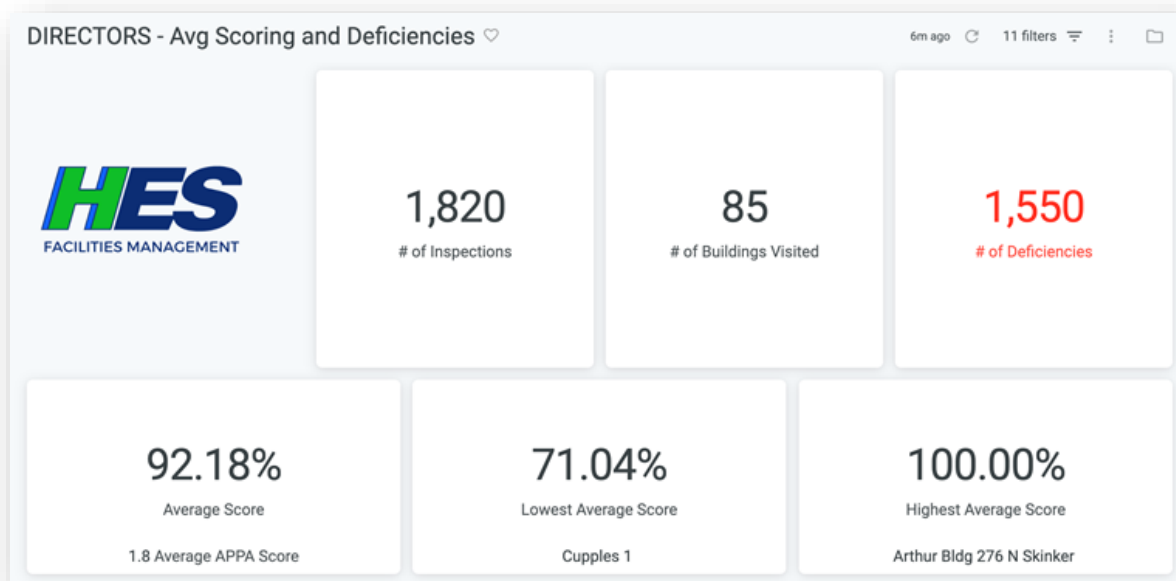 DIRECTORS - Avg Scoring and Deficiencies
6m ago
11 filters
HES
FACILITIES MANAGEMENT
1,820
# of Inspections
85
# of Buildings Visited
1,550
# of Deficiencies
92.18%
Average Score
1.8 Average APPA Score
71.04%
Lowest Average Score
Cupples 1
100.00%
Highest Average Score
Arthur Bldg 276 N Skinker